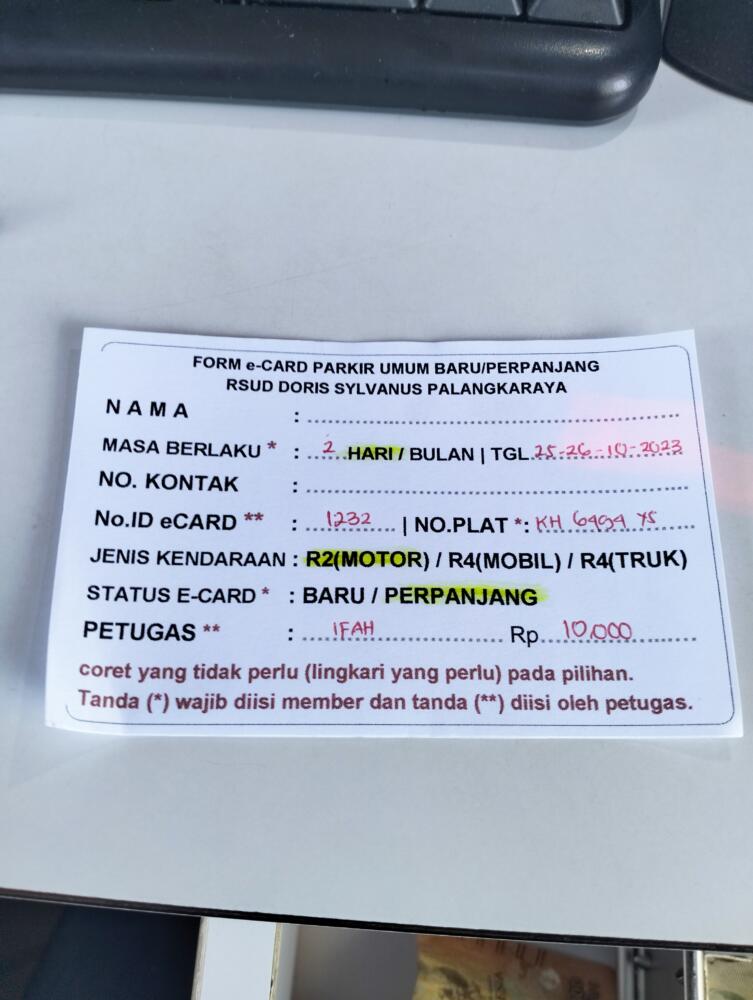 FORM e-CARD PARKIR UMUM BARU/PERPANJANG
RSUD DORIS SYLVANUS PALANGKARAYA
NAMA :
MASA BERLAKU * : 2 HARI / BULAN | TGL. 25-26-10-2023
NO. KONTAK :
No.ID eCARD ** : 1232 | NO.PLAT *: KH YS
JENIS KENDARAAN : R2(MOTOR) / R4(MOBIL) / R4(TRUK)
STATUS E-CARD * : BARU / PERPANJANG
PETUGAS ** : IFAH Rp 10.000
coret yang tidak perlu (lingkari yang perlu) pada pilihan.
Tanda (*) wajib diisi member dan tanda (**) diisi oleh petugas.